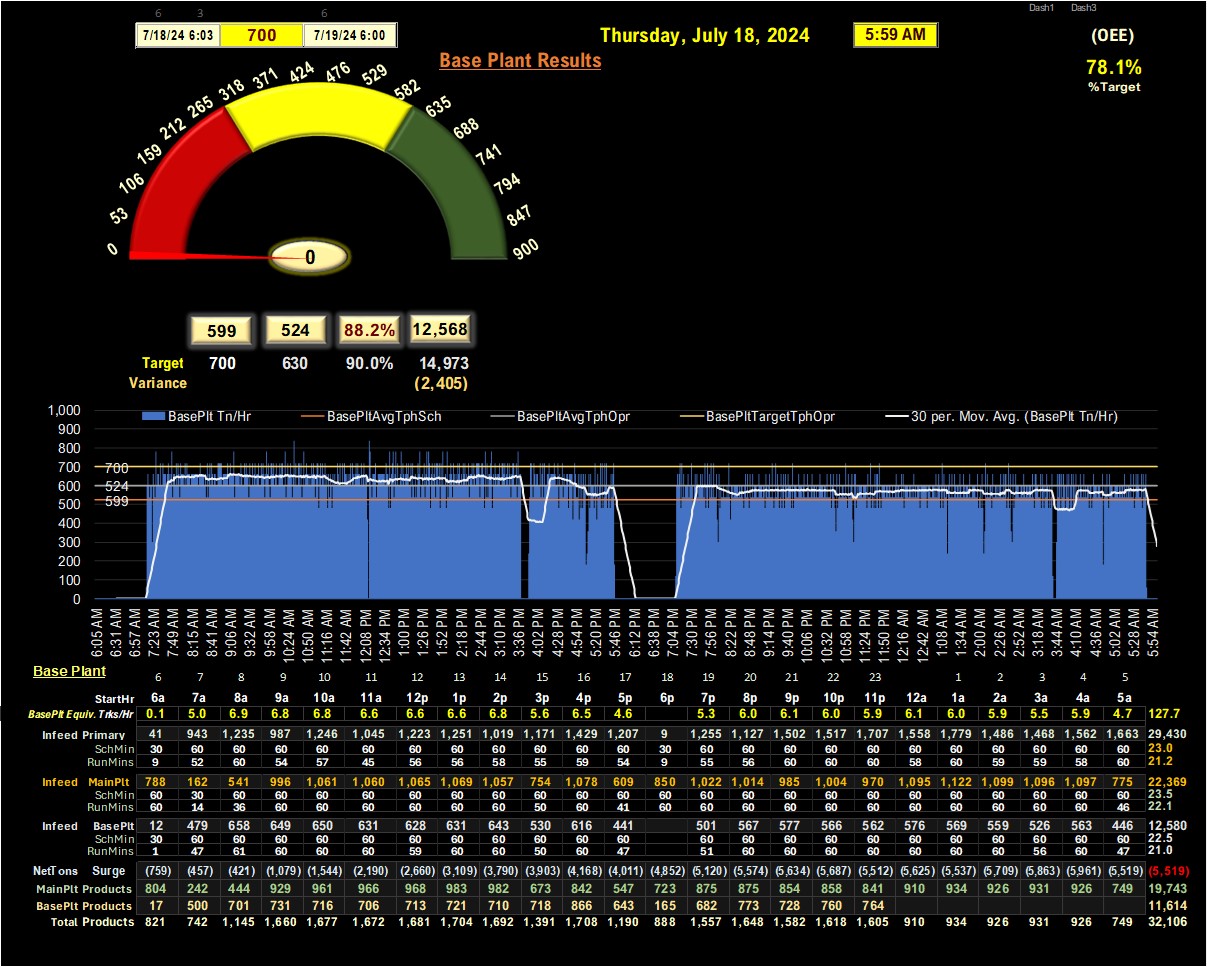 6 3 6 Dash1 Dash3
7/18/24 6:03 700 7/19/24 6:00 Thursday, July 18, 2024 5:59 AM (OEE)
Base Plant Results 78.1%
%Target
0 53 106 159 212 265 318 371 424 476 529 582 635 688 741 794 847 900
0
599 524 88.2% 12,568
Target 700 630 90.0% 14,973
Variance (2,405)
BasePlt Tn/Hr BasePltAvgTphSch BasePltAvgTphOpr BasePltTargetTphOpr 30 per. Mov. Avg. (BasePlt Tn/Hr)
1,000
900
800
700 700
600 524
500 599
400
300
200
100
0
6:05 AM 6:31 AM 6:57 AM 7:23 AM 7:49 AM 8:15 AM 8:41 AM 9:06 AM 9:32 AM 9:58 AM 10:24 AM 10:50 AM 11:16 AM 11:42 AM 12:08 PM 12:34 PM 1:00 PM 1:26 PM 1:52 PM 2:18 PM 2:44 PM 3:10 PM 3:36 PM 4:02 PM 4:28 PM 4:54 PM 5:20 PM 5:46 PM 6:12 PM 6:38 PM 7:04 PM 7:30 PM 7:56 PM 8:22 PM 8:48 PM 9:14 PM 9:40 PM 10:06 PM 10:32 PM 10:58 PM 11:24 PM 11:50 PM 12:16 AM 12:42 AM 1:08 AM 1:34 AM 2:00 AM 2:26 AM 2:52 AM 3:18 AM 3:44 AM 4:10 AM 4:36 AM 5:02 AM 5:28 AM 5:54 AM
Base Plant 6 7 8 9 10 11 12 13 14 15 16 17 18 19 20 21 22 23 1 2 3 4 5
StartHr 6a 7a 8a 9a 10a 11a 12p 1p 2p 3p 4p 5p 6p 7p 8p 9p 10p 11p 12a 1a 2a 3a 4a 5a
BasePlt Equiv. Trks/Hr 0.1 5.0 6.9 6.8 6.8 6.6 6.6 6.6 6.8 5.6 6.5 4.6 5.3 6.0 6.1 6.0 5.9 6.1 6.0 5.9 5.5 5.9 4.7 127.7
Infeed Primary 41 943 1,235 987 1,246 1,045 1,223 1,251 1,019 1,171 1,429 1,207 9 1,255 1,127 1,502 1,517 1,707 1,558 1,779 1,486 1,468 1,562 1,663 29,430
SchMin 30 60 60 60 60 60 60 60 60 60 60 60 30 60 60 60 60 60 60 60 60 60 60 60 23.0
RunMins 9 52 60 54 57 45 56 56 58 55 59 54 9 55 56 60 60 60 58 60 59 59 58 60 21.2
Infeed MainPlt 788 162 541 996 1,061 1,060 1,065 1,069 1,057 754 1,078 609 850 1,022 1,014 985 1,004 970 1,095 1,122 1,099 1,096 1,097 775 22,369
SchMin 60 30 60 60 60 60 60 60 60 60 60 60 60 60 60 60 60 60 60 60 60 60 60 60 23.5
RunMins 60 14 36 60 60 60 60 60 60 50 60 41 60 60 60 60 60 60 60 60 60 60 60 46 22.1
Infeed BasePlt 12 479 658 649 650 631 628 631 643 530 616 441 501 567 577 566 562 576 569 559 526 563 446 12,580
SchMin 30 60 60 60 60 60 60 60 60 60 60 60 60 60 60 60 60 60 60 60 60 60 60 22.5
RunMins 1 47 61 60 60 60 59 60 60 50 60 47 51 60 60 60 60 60 60 60 56 60 47 21.0
NetTons Surge (759) (457) (421) (1,079) (1,544) (2,190) (2,660) (3,109) (3,790) (3,903) (4,168) (4,011) (4,852) (5,120) (5,574) (5,634) (5,687) (5,512) (5,625) (5,537) (5,709) (5,863) (5,961) (5,519) (5,519)
MainPlt Products 804 242 444 929 961 966 968 983 982 673 842 547 723 875 875 854 858 841 910 934 926 931 926 749 19,743
BasePlt Products 17 500 701 731 716 706 713 721 710 718 866 643 165 682 773 728 760 764 11,614
Total Products 821 742 1,145 1,660 1,677 1,672 1,681 1,704 1,692 1,391 1,708 1,190 888 1,557 1,648 1,582 1,618 1,605 910 934 926 931 926 749 32,106